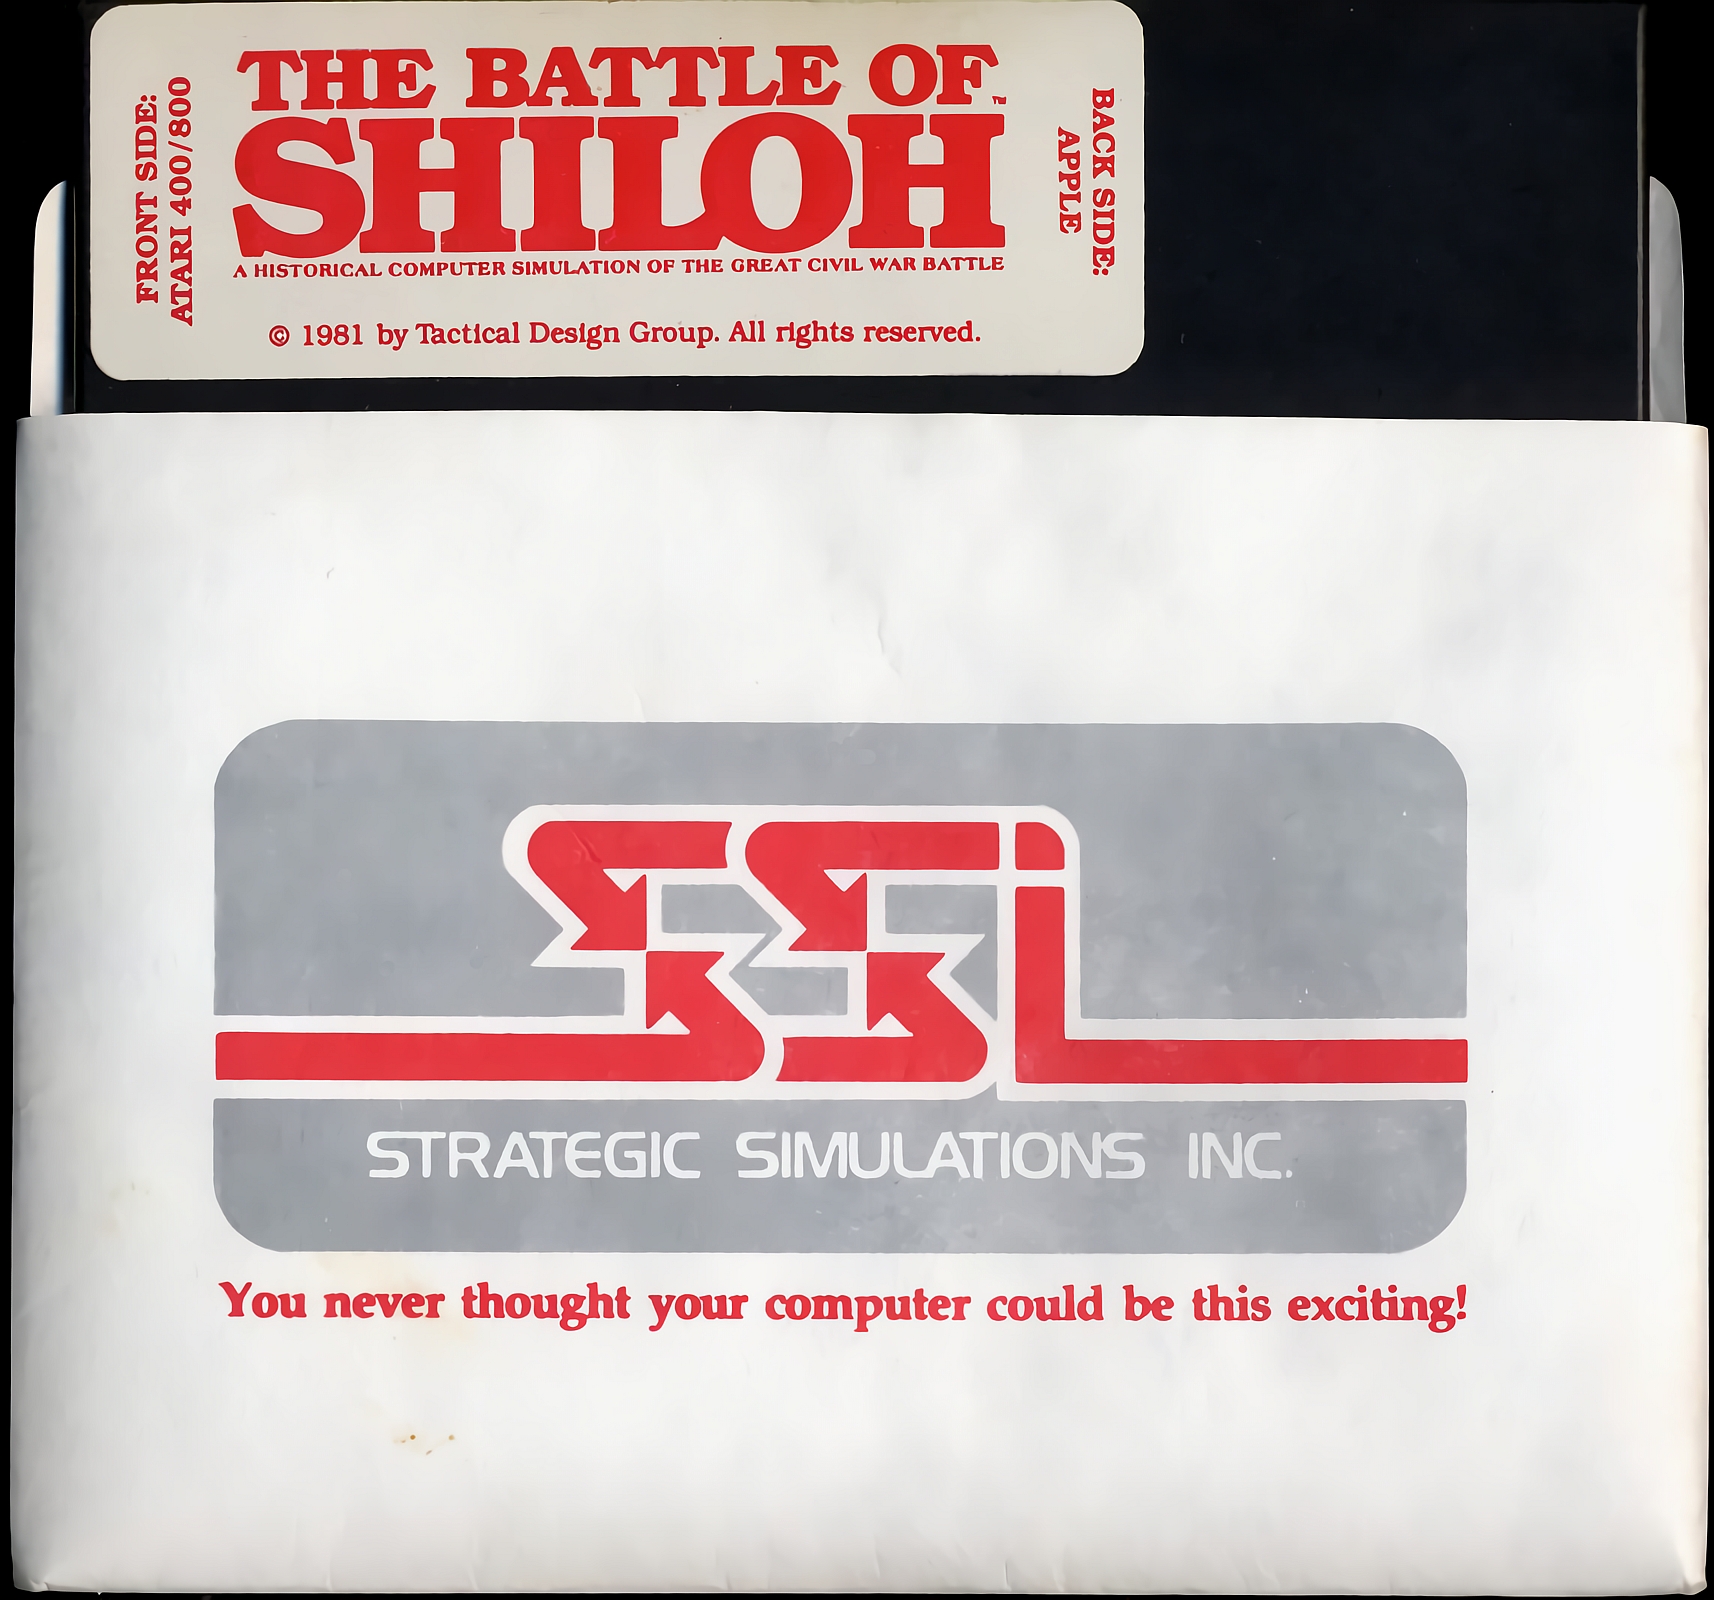 FRONT SIDE:
ATARI 400/800
THE BATTLE OF
SHILOH™
A HISTORICAL COMPUTER SIMULATION OF THE GREAT CIVIL WAR BATTLE
© 1981 by Tactical Design Group. All rights reserved.
BACK SIDE:
APPLE
SSi
STRATEGIC SIMULATIONS INC.
You never thought your computer could be this exciting!